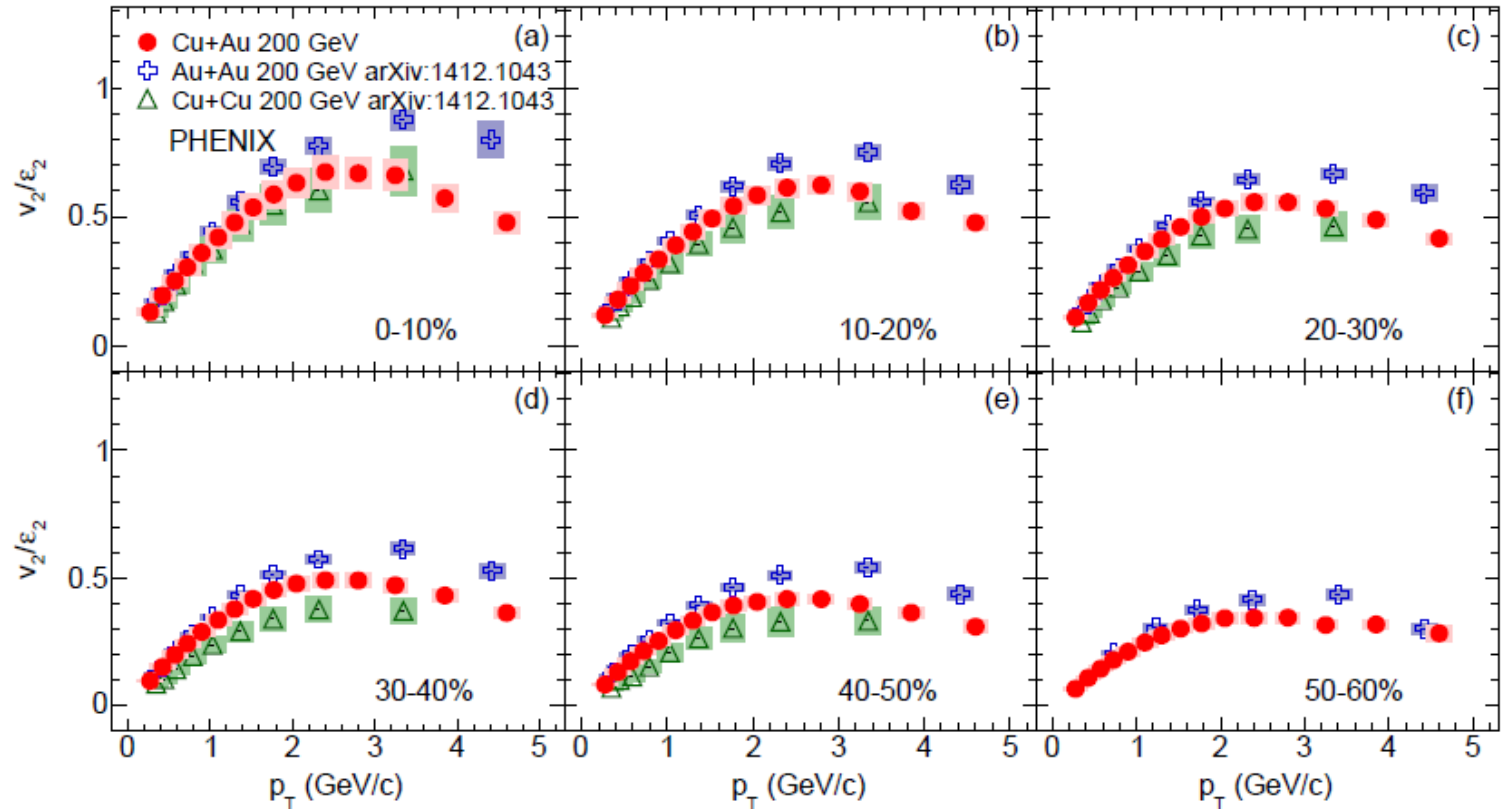 (a)
Cu+Au 200 GeV
Au+Au 200 GeV arXiv:1412.1043
Cu+Cu 200 GeV arXiv:1412.1043
PHENIX
0-10%
(b)
10-20%
(c)
20-30%
v₂/ε₂
1
0.5
0
(d)
30-40%
(e)
40-50%
(f)
50-60%
v₂/ε₂
1
0.5
0
0 1 2 3 4 5
0 1 2 3 4 5
0 1 2 3 4 5
p_T (GeV/c)
p_T (GeV/c)
p_T (GeV/c)